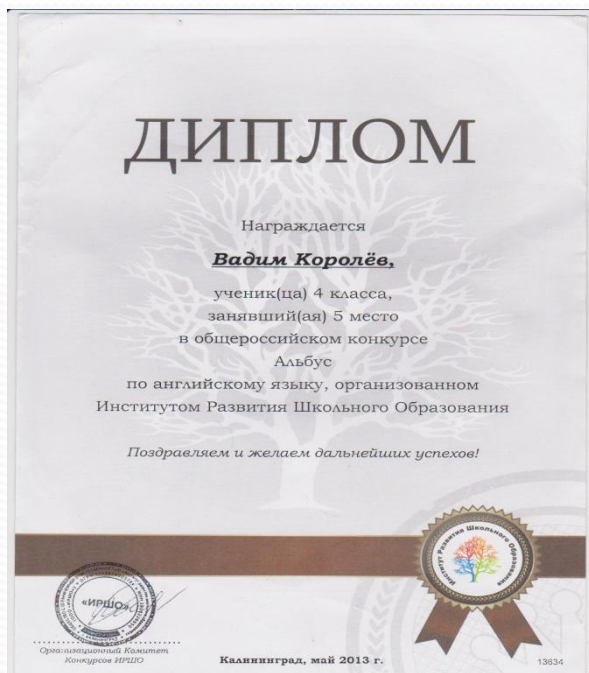 ДИПЛОМ
Награждается
Вадим Королёв,
ученик(ца) 4 класса,
занявший(ая) 5 место
в общероссийском конкурсе
Альбус
по английскому языку, организованном
Институтом Развития Школьного Образования
Поздравляем и желаем дальнейших успехов!
Институт Развития Школьного Образования
«ИРШО»
Организационный Комитет
Конкурсов ИРШО
Калининград, май 2013 г.
13634